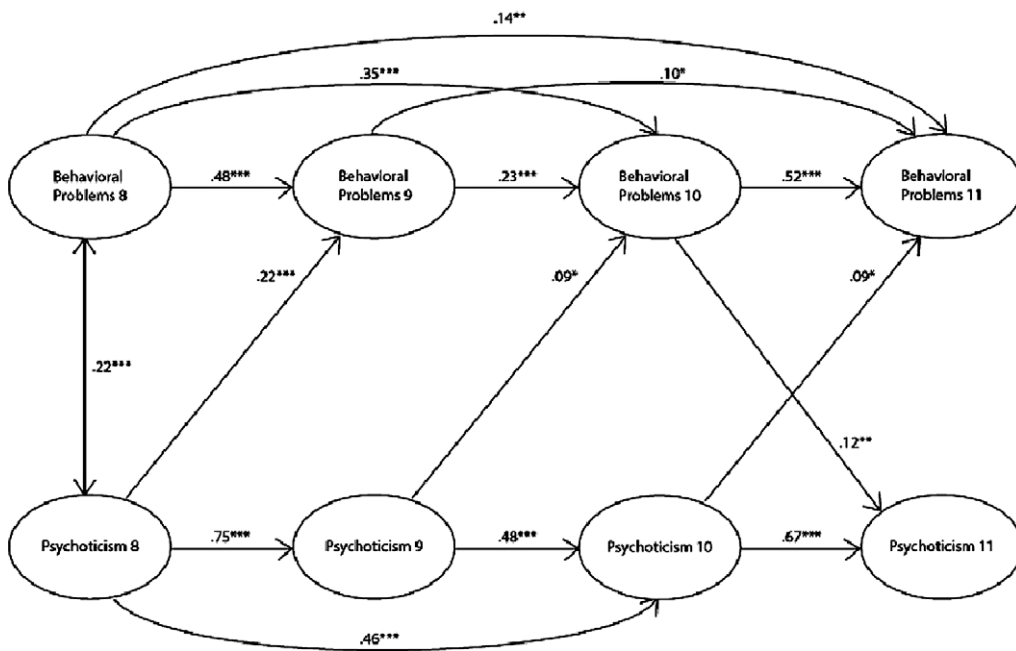 .14**
.35***
.10*
Behavioral
Problems 8
.48***
Behavioral
Problems 9
.23***
Behavioral
Problems 10
.52***
Behavioral
Problems 11
.22***
.09*
.09*
.22***
.12**
Psychoticism 8
.75***
Psychoticism 9
.48***
Psychoticism 10
.67***
Psychoticism 11
.46***